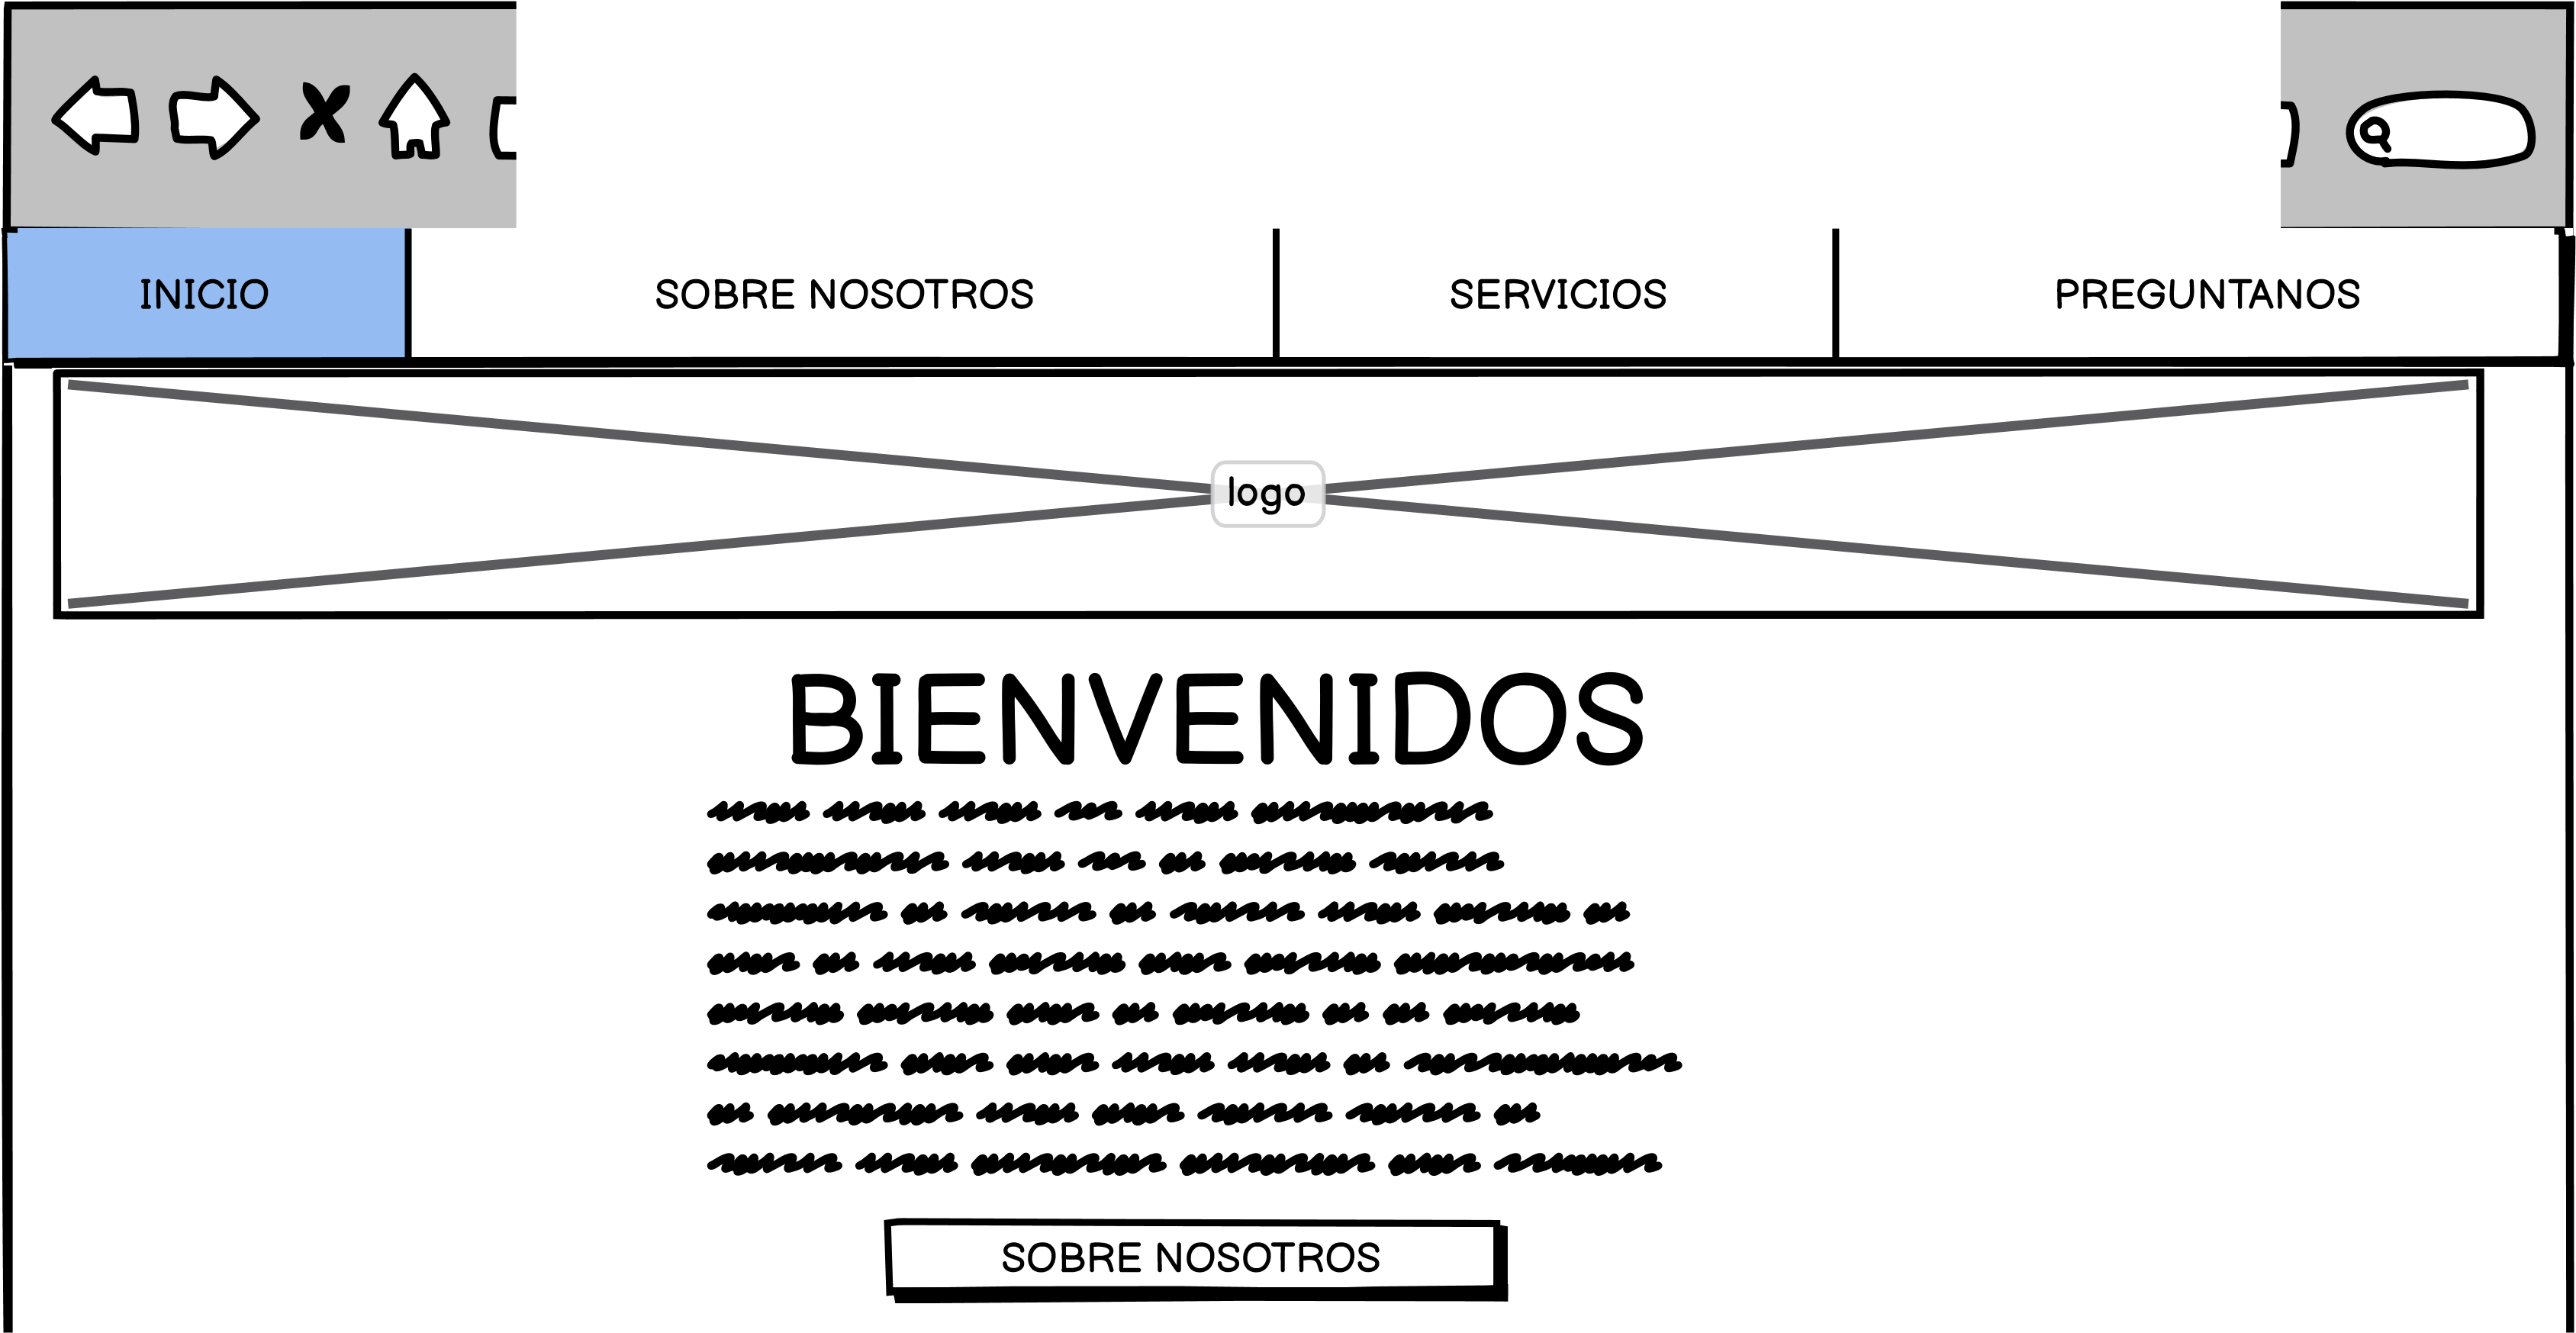 INICIO
SOBRE NOSOTROS
SERVICIOS
PREGUNTANOS
logo
BIENVENIDOS
SOBRE NOSOTROS